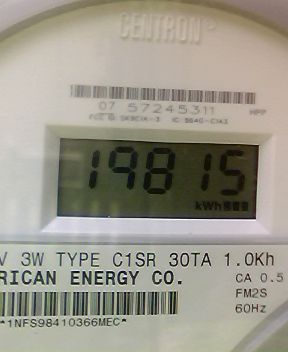 CENTRON®
07 57245311 HPP
19815
kWh
V 3W TYPE C1SR 30TA 1.0Kh
RICAN ENERGY CO. CA 0.5
FM2S
60Hz
*1NFS98410366MEC*